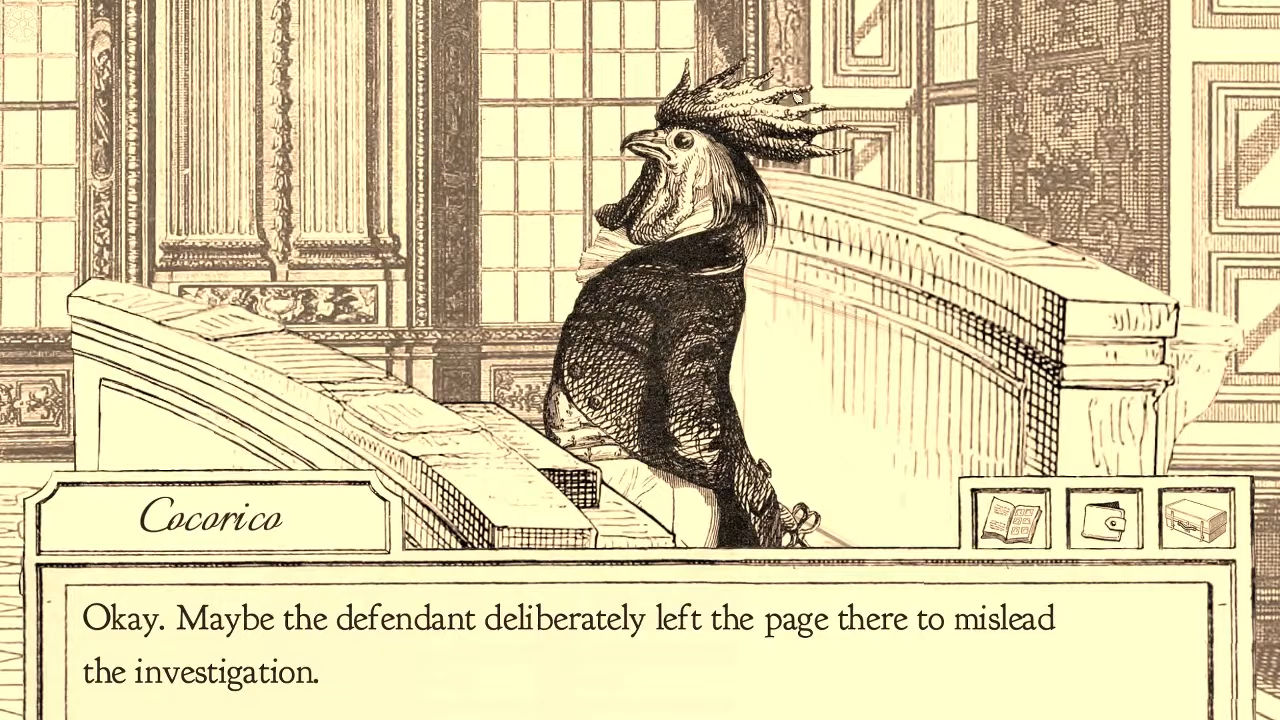 Cocorico
Okay. Maybe the defendant deliberately left the page there to mislead
the investigation.